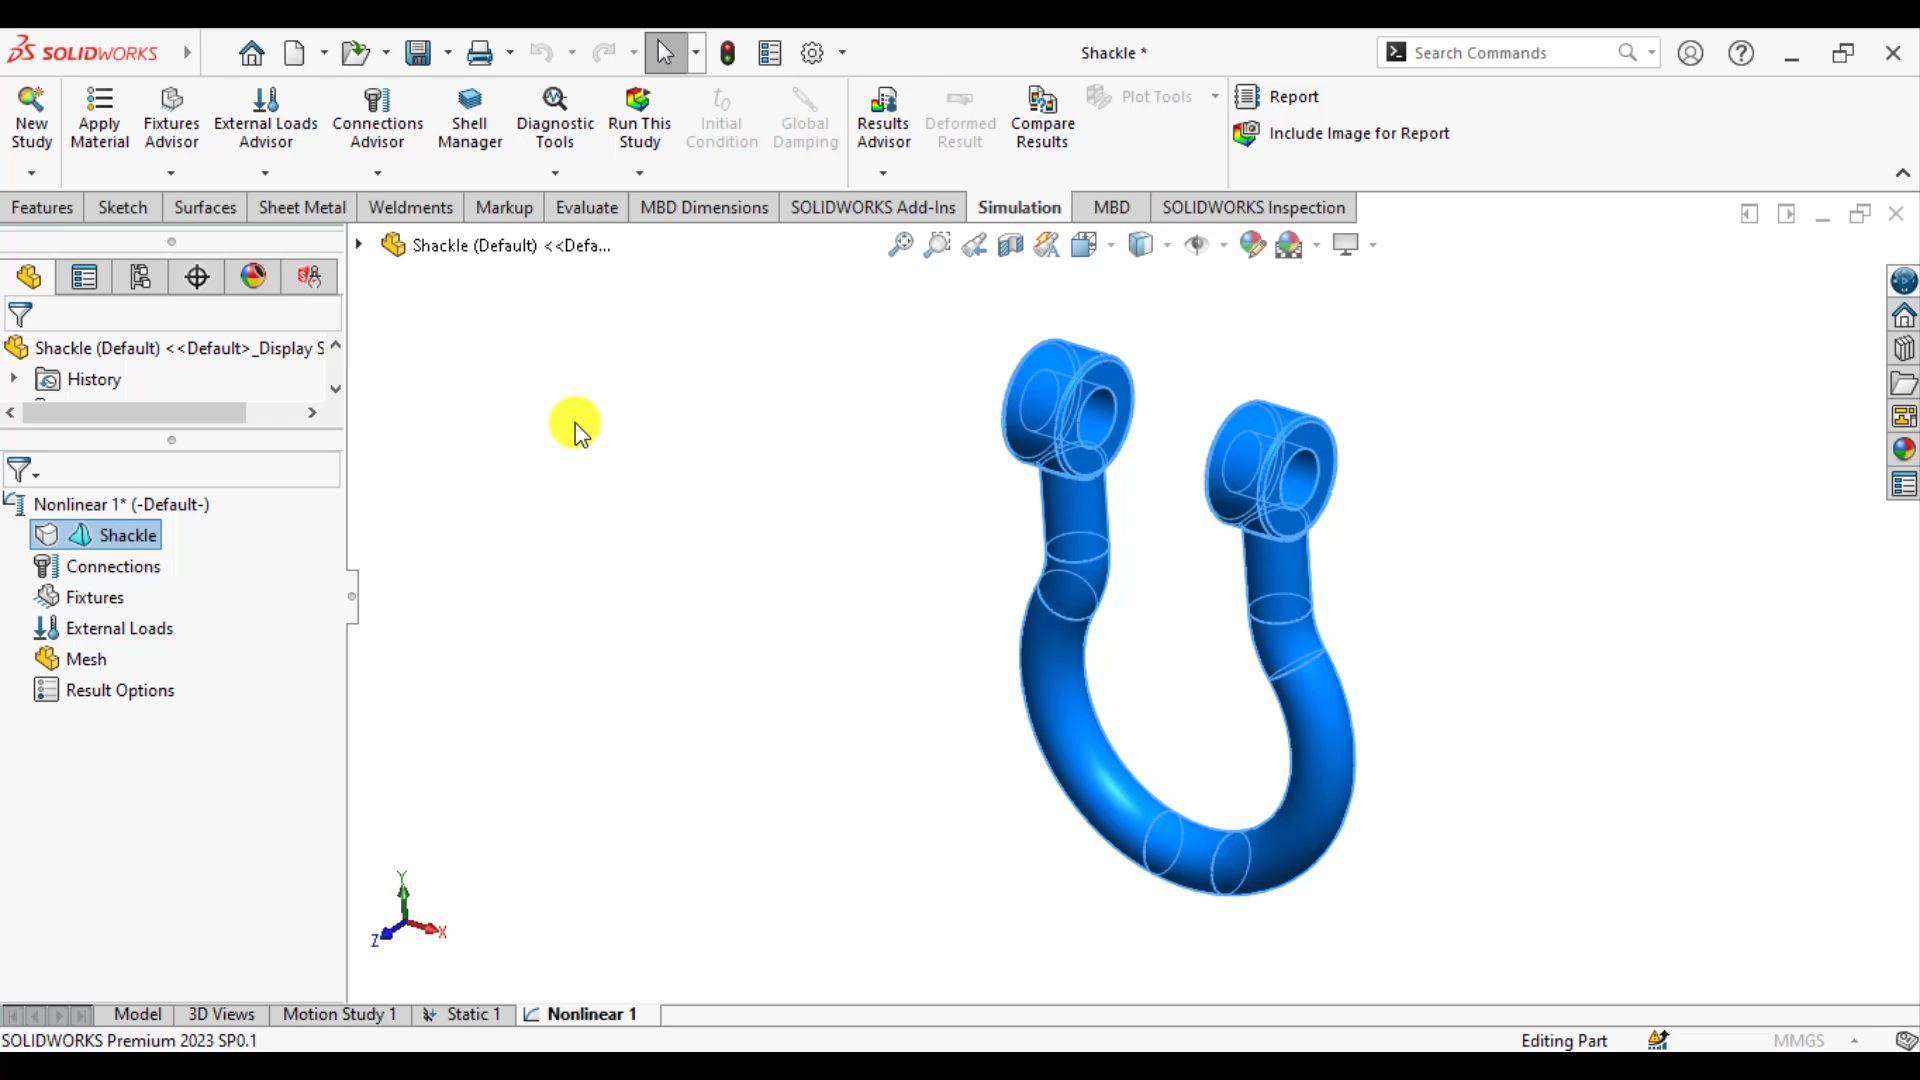 SOLIDWORKS
Shackle *
Search Commands
New Study
Apply Material
Fixtures Advisor
External Loads Advisor
Connections Advisor
Shell Manager
Diagnostic Tools
Run This Study
Initial Condition
Global Damping
Results Advisor
Deformed Result
Compare Results
Plot Tools
Report
Include Image for Report
Features
Sketch
Surfaces
Sheet Metal
Weldments
Markup
Evaluate
MBD Dimensions
SOLIDWORKS Add-Ins
Simulation
MBD
SOLIDWORKS Inspection
Shackle (Default) <<Defa...
Shackle (Default) <<Default>_Display S
History
Nonlinear 1* (-Default-)
Shackle
Connections
Fixtures
External Loads
Mesh
Result Options
Y
Z
X
Model
3D Views
Motion Study 1
Static 1
Nonlinear 1
SOLIDWORKS Premium 2023 SP0.1
Editing Part
MMGS